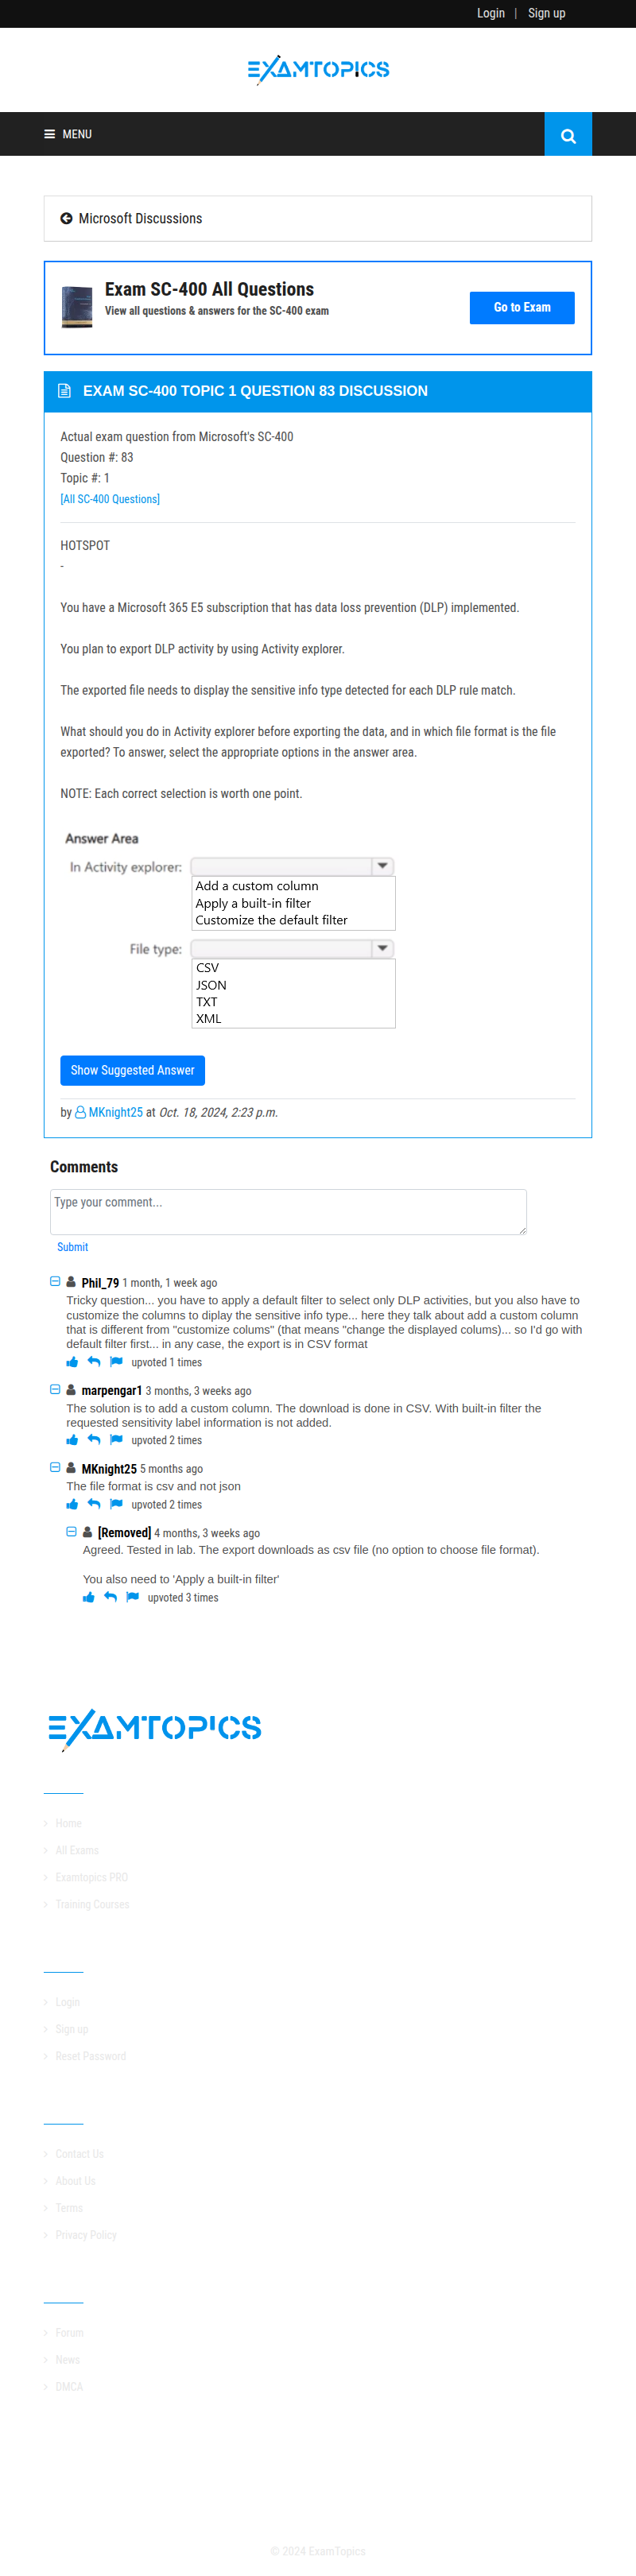 Login | Sign up
EXAMTOPICS
MENU
Microsoft Discussions
Exam SC-400 All Questions
View all questions & answers for the SC-400 exam
Go to Exam
EXAM SC-400 TOPIC 1 QUESTION 83 DISCUSSION
Actual exam question from Microsoft's SC-400
Question #: 83
Topic #: 1
[All SC-400 Questions]
HOTSPOT
-
You have a Microsoft 365 E5 subscription that has data loss prevention (DLP) implemented.
You plan to export DLP activity by using Activity explorer.
The exported file needs to display the sensitive info type detected for each DLP rule match.
What should you do in Activity explorer before exporting the data, and in which file format is the file
exported? To answer, select the appropriate options in the answer area.
NOTE: Each correct selection is worth one point.
Answer Area
In Activity explorer:
Add a custom column
Apply a built-in filter
Customize the default filter
File type:
CSV
JSON
TXT
XML
Show Suggested Answer
by MKnight25 at Oct. 18, 2024, 2:23 p.m.
Comments
Type your comment...
Submit
Phil_79 1 month, 1 week ago
Tricky question... you have to apply a default filter to select only DLP activities, but you also have to
customize the columns to diplay the sensitive info type... here they talk about add a custom column
that is different from "customize colums" (that means "change the displayed colums)... so I'd go with
default filter first... in any case, the export is in CSV format
upvoted 1 times
marpengar1 3 months, 3 weeks ago
The solution is to add a custom column. The download is done in CSV. With built-in filter the
requested sensitivity label information is not added.
upvoted 2 times
MKnight25 5 months ago
The file format is csv and not json
upvoted 2 times
[Removed] 4 months, 3 weeks ago
Agreed. Tested in lab. The export downloads as csv file (no option to choose file format).
You also need to 'Apply a built-in filter'
upvoted 3 times
EXAMTOPICS
Home
All Exams
Examtopics PRO
Training Courses
Login
Sign up
Reset Password
Contact Us
About Us
Terms
Privacy Policy
Forum
News
DMCA
© 2024 ExamTopics